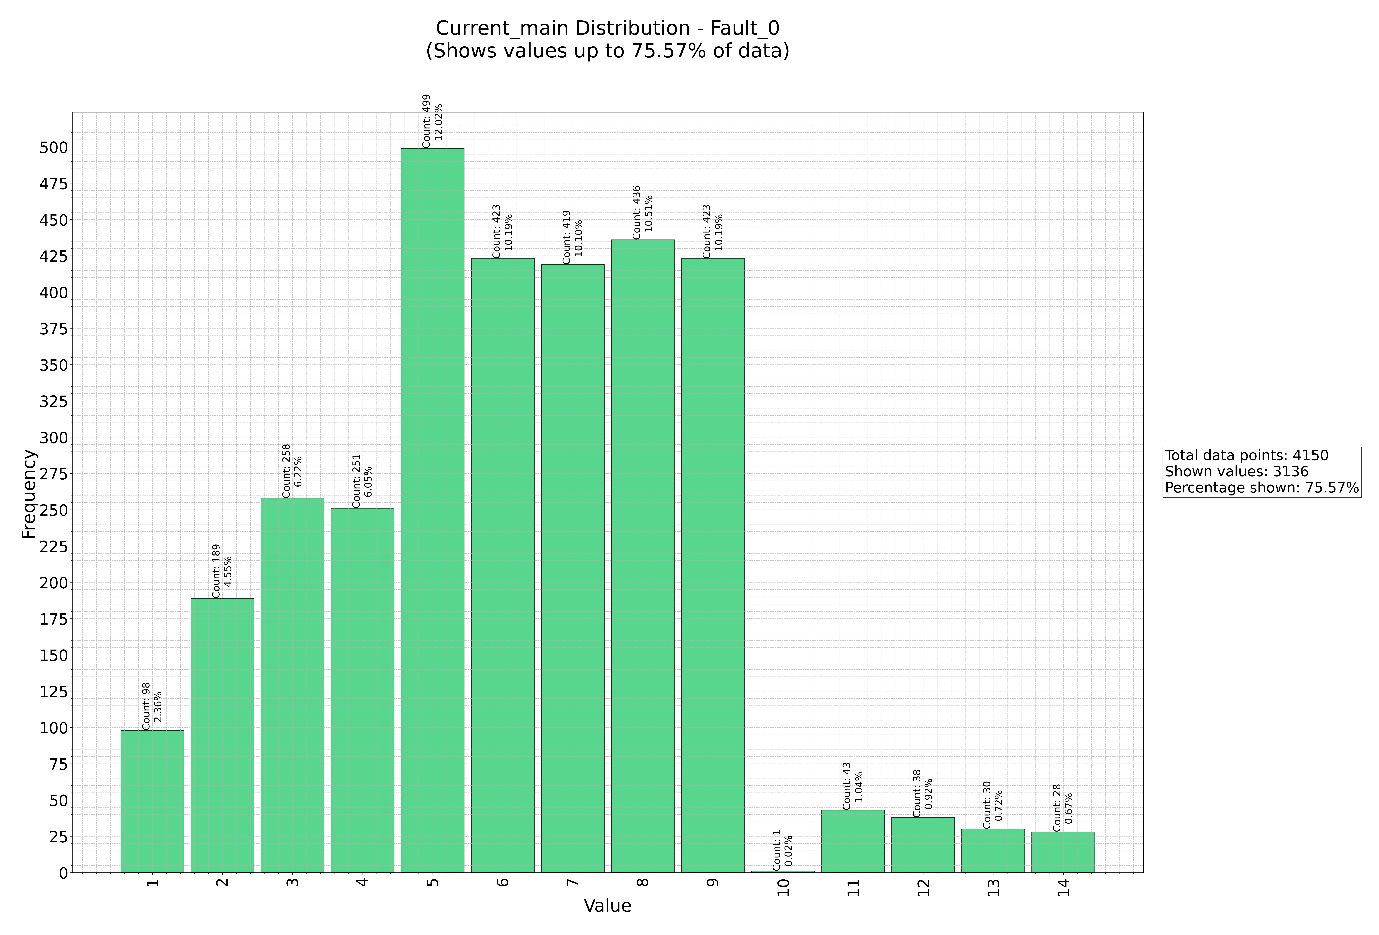 Current_main Distribution - Fault_0
(Shows values up to 75.57% of data)
Frequency
500
475
450
425
400
375
350
325
300
275
250
225
200
175
150
125
100
75
50
25
0
Count: 98
2.36%
Count: 189
4.55%
Count: 258
6.22%
Count: 251
6.05%
Count: 499
12.02%
Count: 423
10.19%
Count: 419
10.10%
Count: 436
10.51%
Count: 423
10.19%
Count: 1
0.02%
Count: 43
1.04%
Count: 38
0.92%
Count: 30
0.72%
Count: 28
0.67%
1
2
3
4
5
6
7
8
9
10
11
12
13
14
Value
Total data points: 4150
Shown values: 3136
Percentage shown: 75.57%